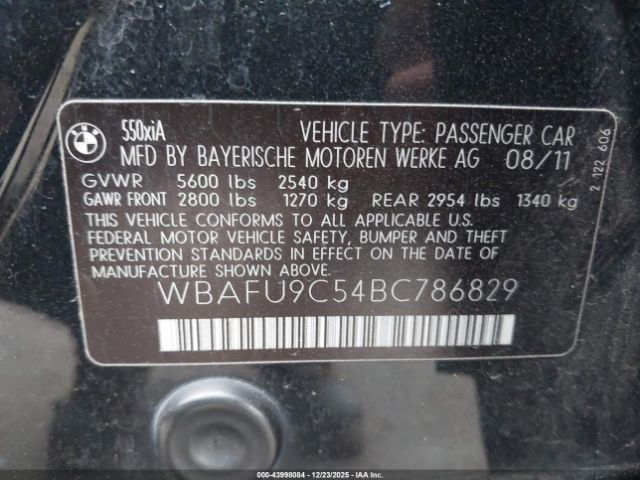 BMW
550xiA VEHICLE TYPE: PASSENGER CAR
MFD BY BAYERISCHE MOTOREN WERKE AG 08/11
GVWR 5600 lbs 2540 kg
GAWR FRONT 2800 lbs 1270 kg REAR 2954 lbs 1340 kg
THIS VEHICLE CONFORMS TO ALL APPLICABLE U.S.
FEDERAL MOTOR VEHICLE SAFETY, BUMPER AND THEFT
PREVENTION STANDARDS IN EFFECT ON THE DATE OF
MANUFACTURE SHOWN ABOVE.
WBAFU9C54BC786829
2 122 606
000-43998084 | 12/23/2025 | © COPART, IAA